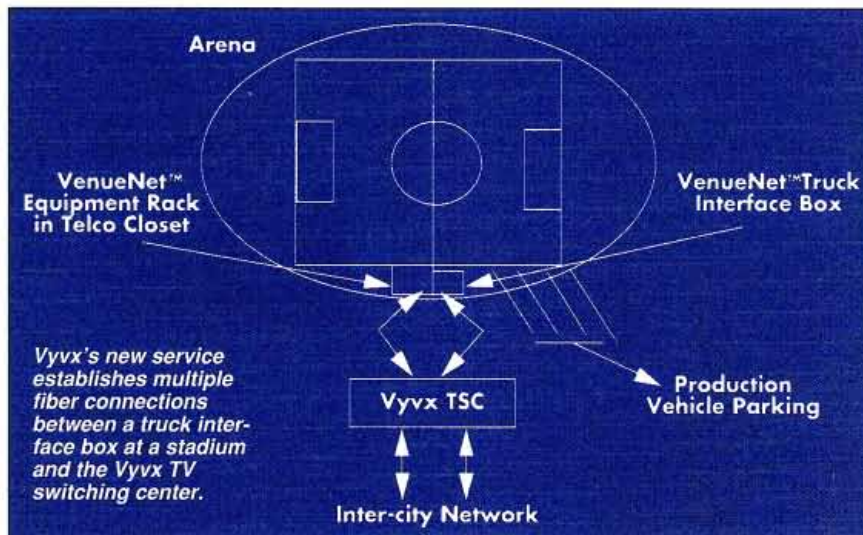 Arena
VenueNet™
Equipment Rack
in Telco Closet
VenueNet™Truck
Interface Box
Vyvx's new service
establishes multiple
fiber connections
between a truck inter-
face box at a stadium
and the Vyvx TV
switching center.
Vyvx TSC
Production
Vehicle Parking
Inter-city Network